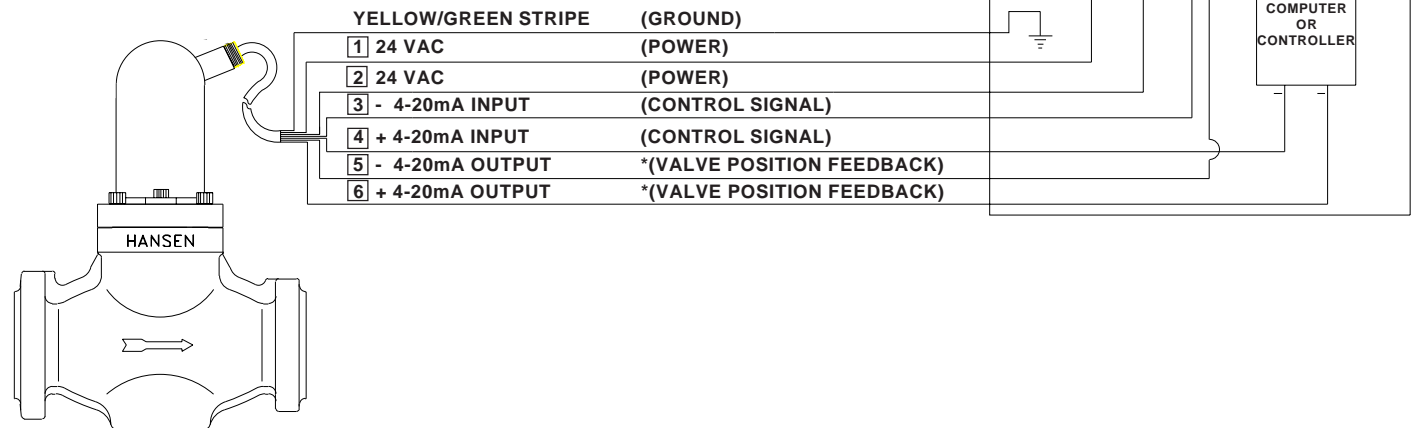 YELLOW/GREEN STRIPE (GROUND)
1 24 VAC (POWER)
2 24 VAC (POWER)
3 - 4-20mA INPUT (CONTROL SIGNAL)
4 + 4-20mA INPUT (CONTROL SIGNAL)
5 - 4-20mA OUTPUT *(VALVE POSITION FEEDBACK)
6 + 4-20mA OUTPUT *(VALVE POSITION FEEDBACK)
COMPUTER
OR
CONTROLLER
HANSEN